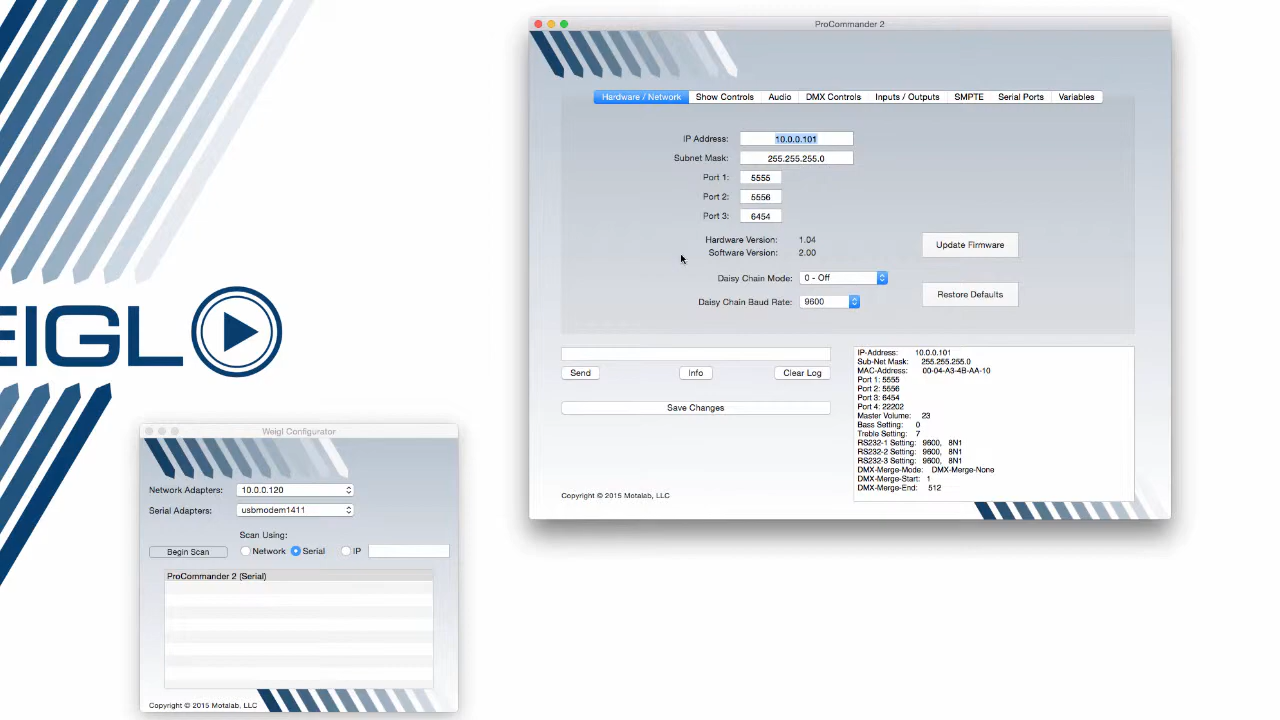 ProCommander 2
Hardware / Network Show Controls Audio DMX Controls Inputs / Outputs SMPTE Serial Ports Variables
IP Address: 10.0.0.101
Subnet Mask: 255.255.255.0
Port 1: 5555
Port 2: 5556
Port 3: 6454
Hardware Version: 1.04
Software Version: 2.00
Update Firmware
Daisy Chain Mode: 0 - Off
Daisy Chain Baud Rate: 9600
Restore Defaults
Send Info Clear Log
Save Changes
IP-Address: 10.0.0.101
Sub-Net Mask: 255.255.255.0
MAC-Address: 00-04-A3-4B-AA-10
Port 1: 5555
Port 2: 5556
Port 3: 6454
Port 4: 22202
Master Volume: 23
Bass Setting: 0
Treble Setting: 7
RS232-1 Setting: 9600, 8N1
RS232-2 Setting: 9600, 8N1
RS232-3 Setting: 9600, 8N1
DMX-Merge-Mode: DMX-Merge-None
DMX-Merge-Start: 1
DMX-Merge-End: 512
Copyright © 2015 Motalab, LLC
EIGL
Weigl Configurator
Network Adapters: 10.0.0.120
Serial Adapters: usbmodem1411
Scan Using:
Begin Scan Network Serial IP
ProCommander 2 (Serial)
Copyright © 2015 Motalab, LLC